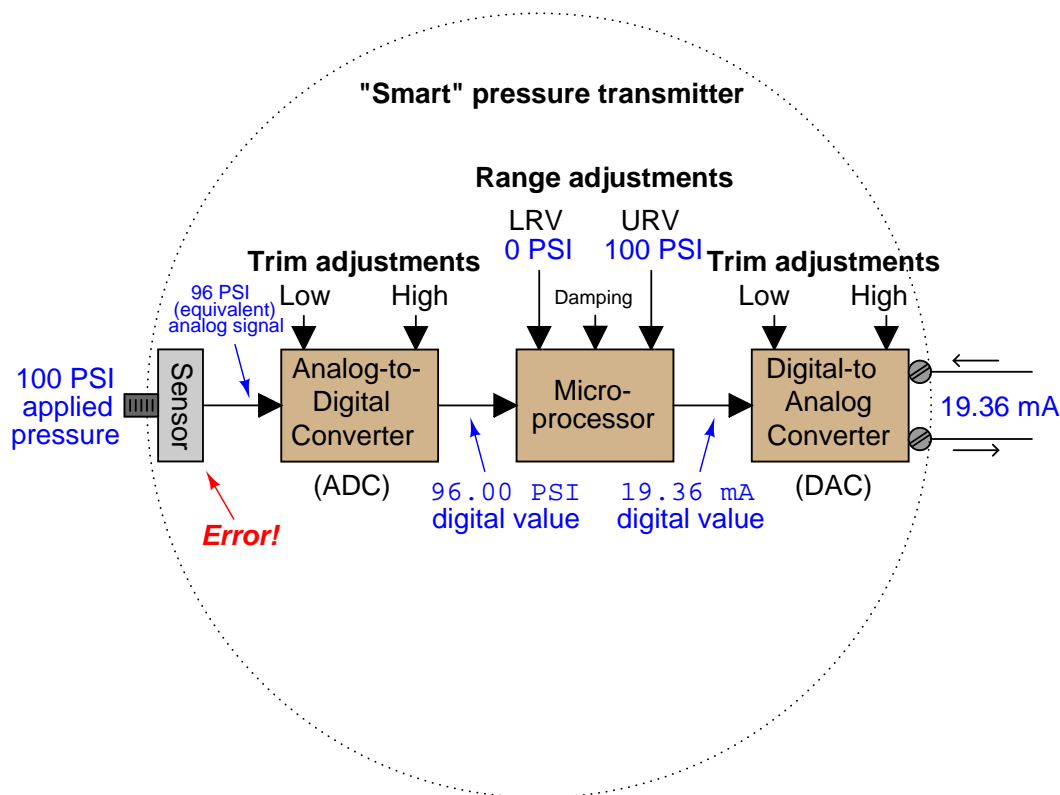 "Smart" pressure transmitter
Range adjustments
LRV
0 PSI
URV
100 PSI
Trim adjustments
Low
High
96 PSI
(equivalent)
analog signal
Damping
Trim adjustments
Low
High
100 PSI
applied
pressure
Sensor
Analog-to-
Digital
Converter
Micro-
processor
Digital-to
Analog
Converter
19.36 mA
(ADC)
96.00 PSI
digital value
19.36 mA
digital value
(DAC)
Error!